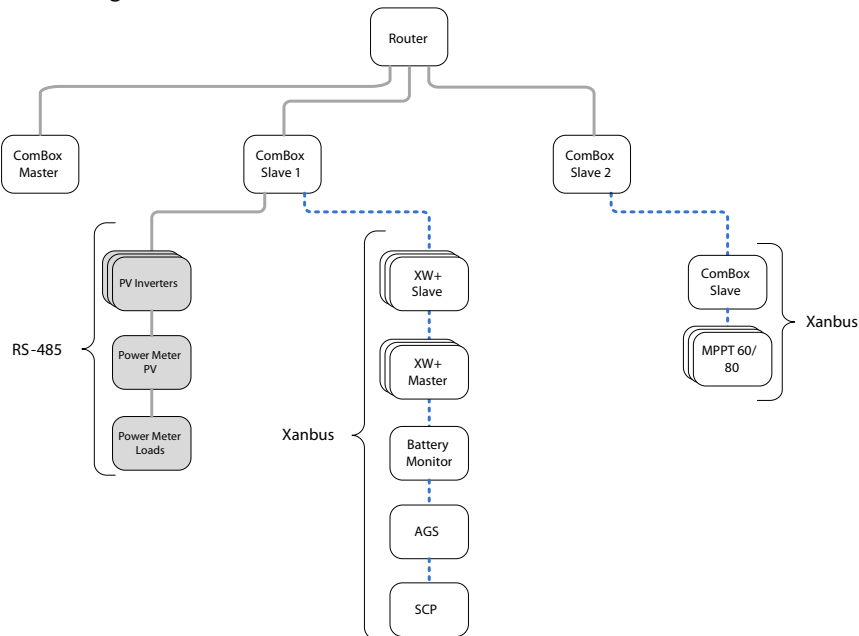 Router
ComBox
Master
ComBox
Slave 1
ComBox
Slave 2
PV Inverters
XW+
Slave
ComBox
Slave
Xanbus
RS-485
Power Meter
PV
XW+
Master
MPPT 60/
80
Power Meter
Loads
Xanbus
Battery
Monitor
AGS
SCP